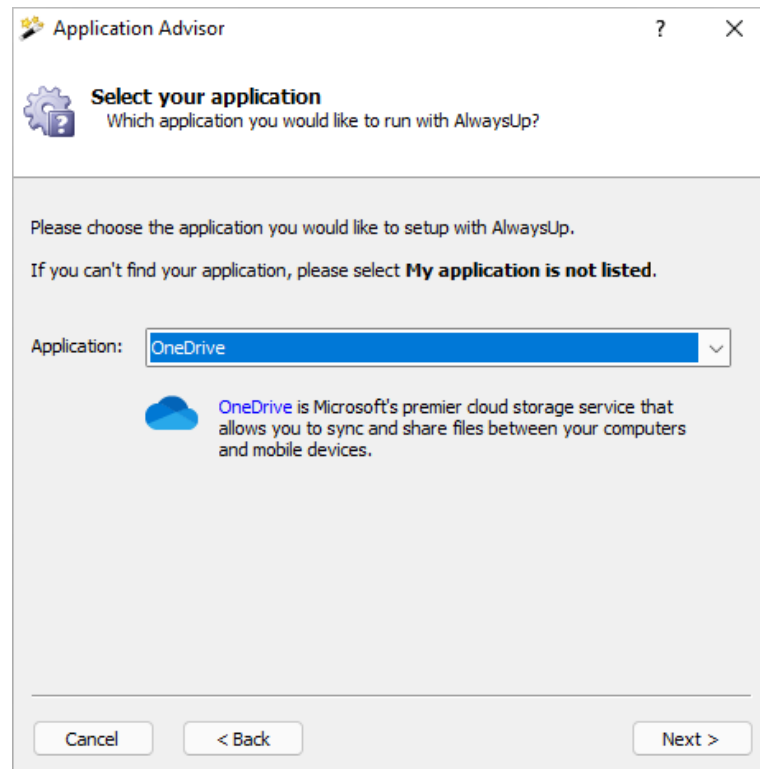 Application Advisor
?
Select your application
Which application you would like to run with AlwaysUp?
?
Please choose the application you would like to setup with AlwaysUp.
If you can't find your application, please select My application is not listed.
Application: OneDrive
OneDrive is Microsoft's premier cloud storage service that
allows you to sync and share files between your computers
and mobile devices.
Cancel < Back Next >